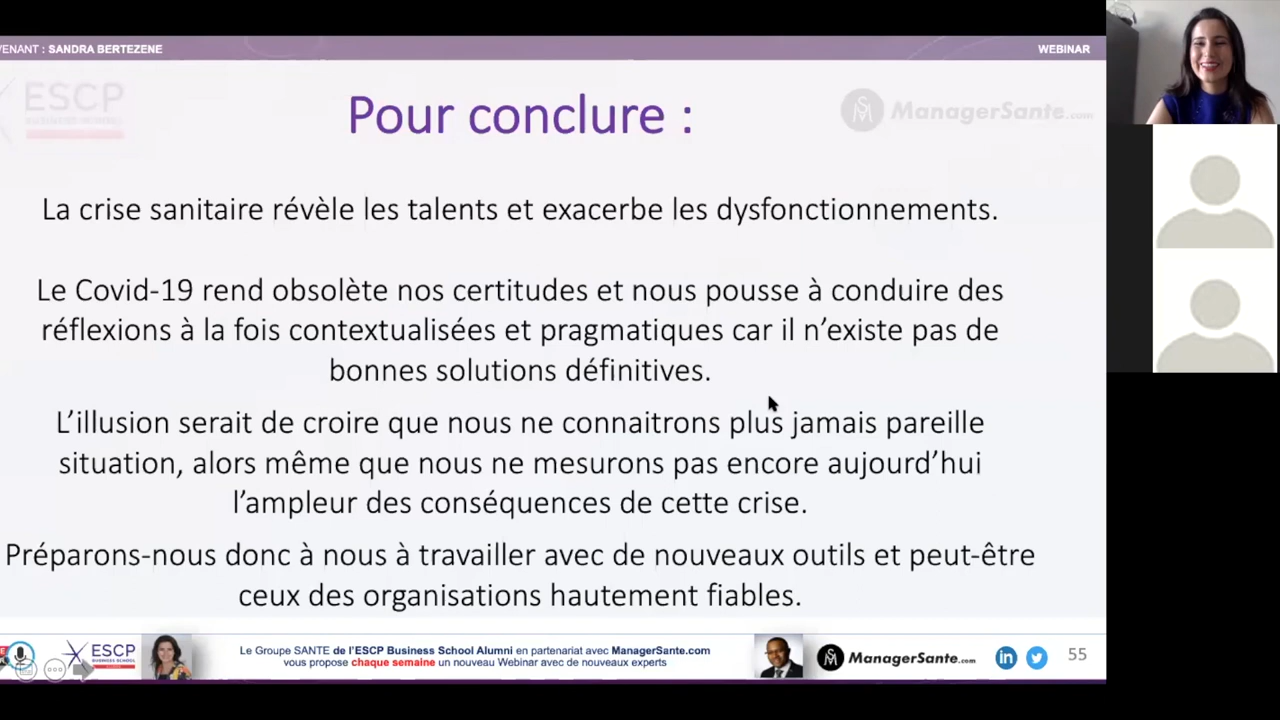 VENANT : SANDRA BERTEZENE
WEBINAR
ESCP
ManagerSante.com
Pour conclure :
La crise sanitaire révèle les talents et exacerbe les dysfonctionnements.
Le Covid-19 rend obsolète nos certitudes et nous pousse à conduire des
réflexions à la fois contextualisées et pragmatiques car il n’existe pas de
bonnes solutions définitives.
L’illusion serait de croire que nous ne connaitrons plus jamais pareille
situation, alors même que nous ne mesurons pas encore aujourd’hui
l’ampleur des conséquences de cette crise.
Préparons-nous donc à nous à travailler avec de nouveaux outils et peut-être
ceux des organisations hautement fiables.
ESCP
BUSINESS SCHOOL
Le Groupe SANTE de l’ESCP Business School Alumni en partenariat avec ManagerSante.com
vous propose chaque semaine un nouveau Webinar avec de nouveaux experts
ManagerSante.com
in
55